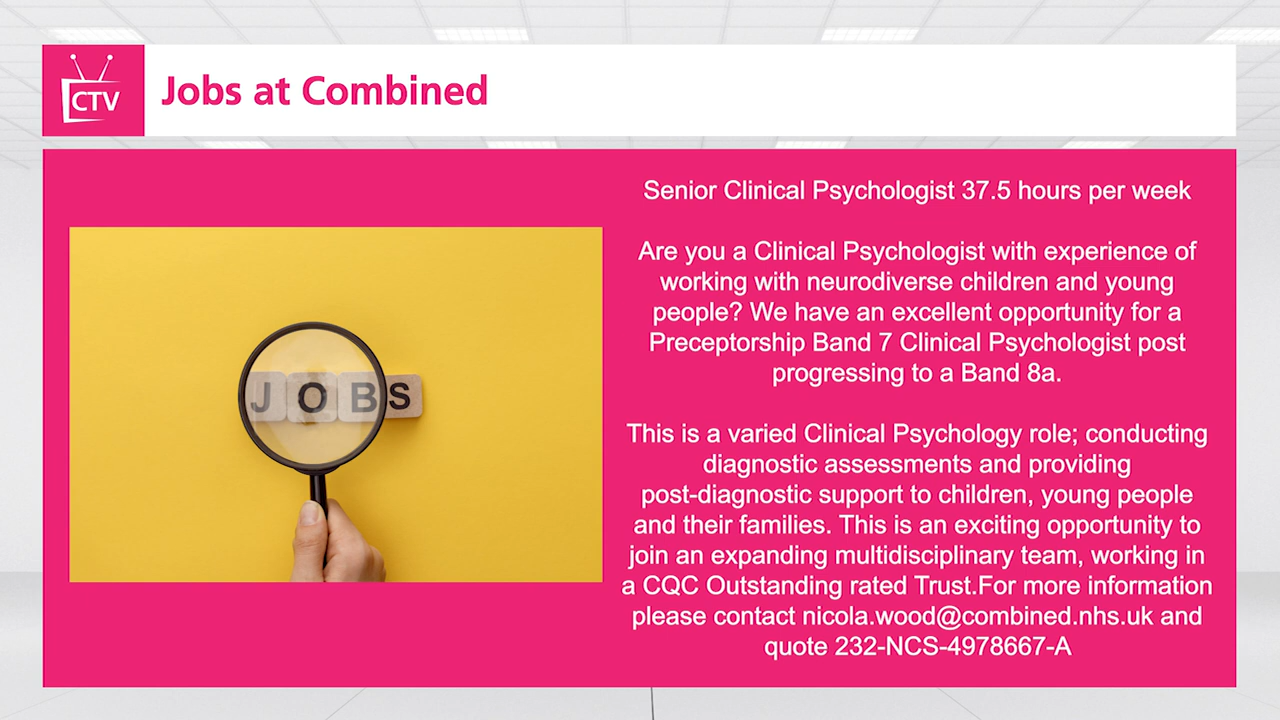 CTV
Jobs at Combined
JOBS
Senior Clinical Psychologist 37.5 hours per week
Are you a Clinical Psychologist with experience of
working with neurodiverse children and young
people? We have an excellent opportunity for a
Preceptorship Band 7 Clinical Psychologist post
progressing to a Band 8a.
This is a varied Clinical Psychology role; conducting
diagnostic assessments and providing
post-diagnostic support to children, young people
and their families. This is an exciting opportunity to
join an expanding multidisciplinary team, working in
a CQC Outstanding rated Trust.For more information
please contact nicola.wood@combined.nhs.uk and
quote 232-NCS-4978667-A